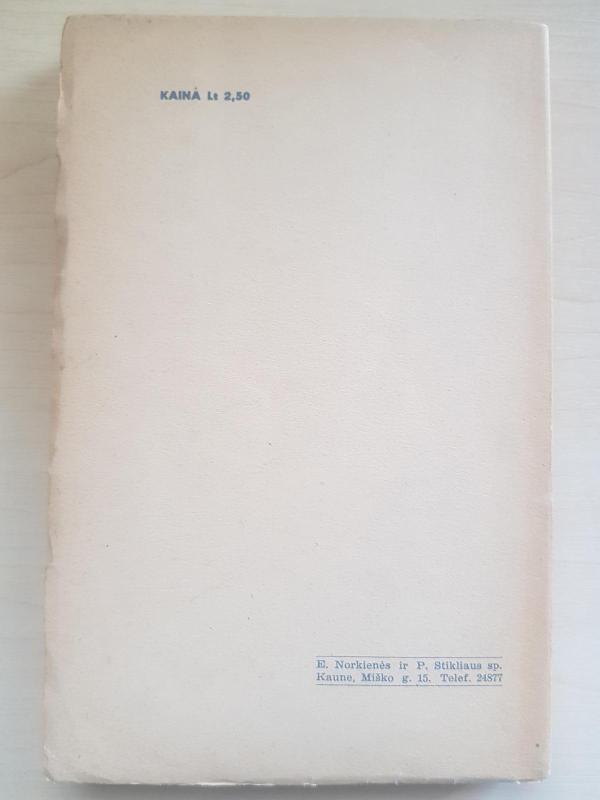 KAINA Lt 2,50
E. Norkienės ir P. Stikliaus sp.
Kaune, Miško g. 15. Telef. 24877